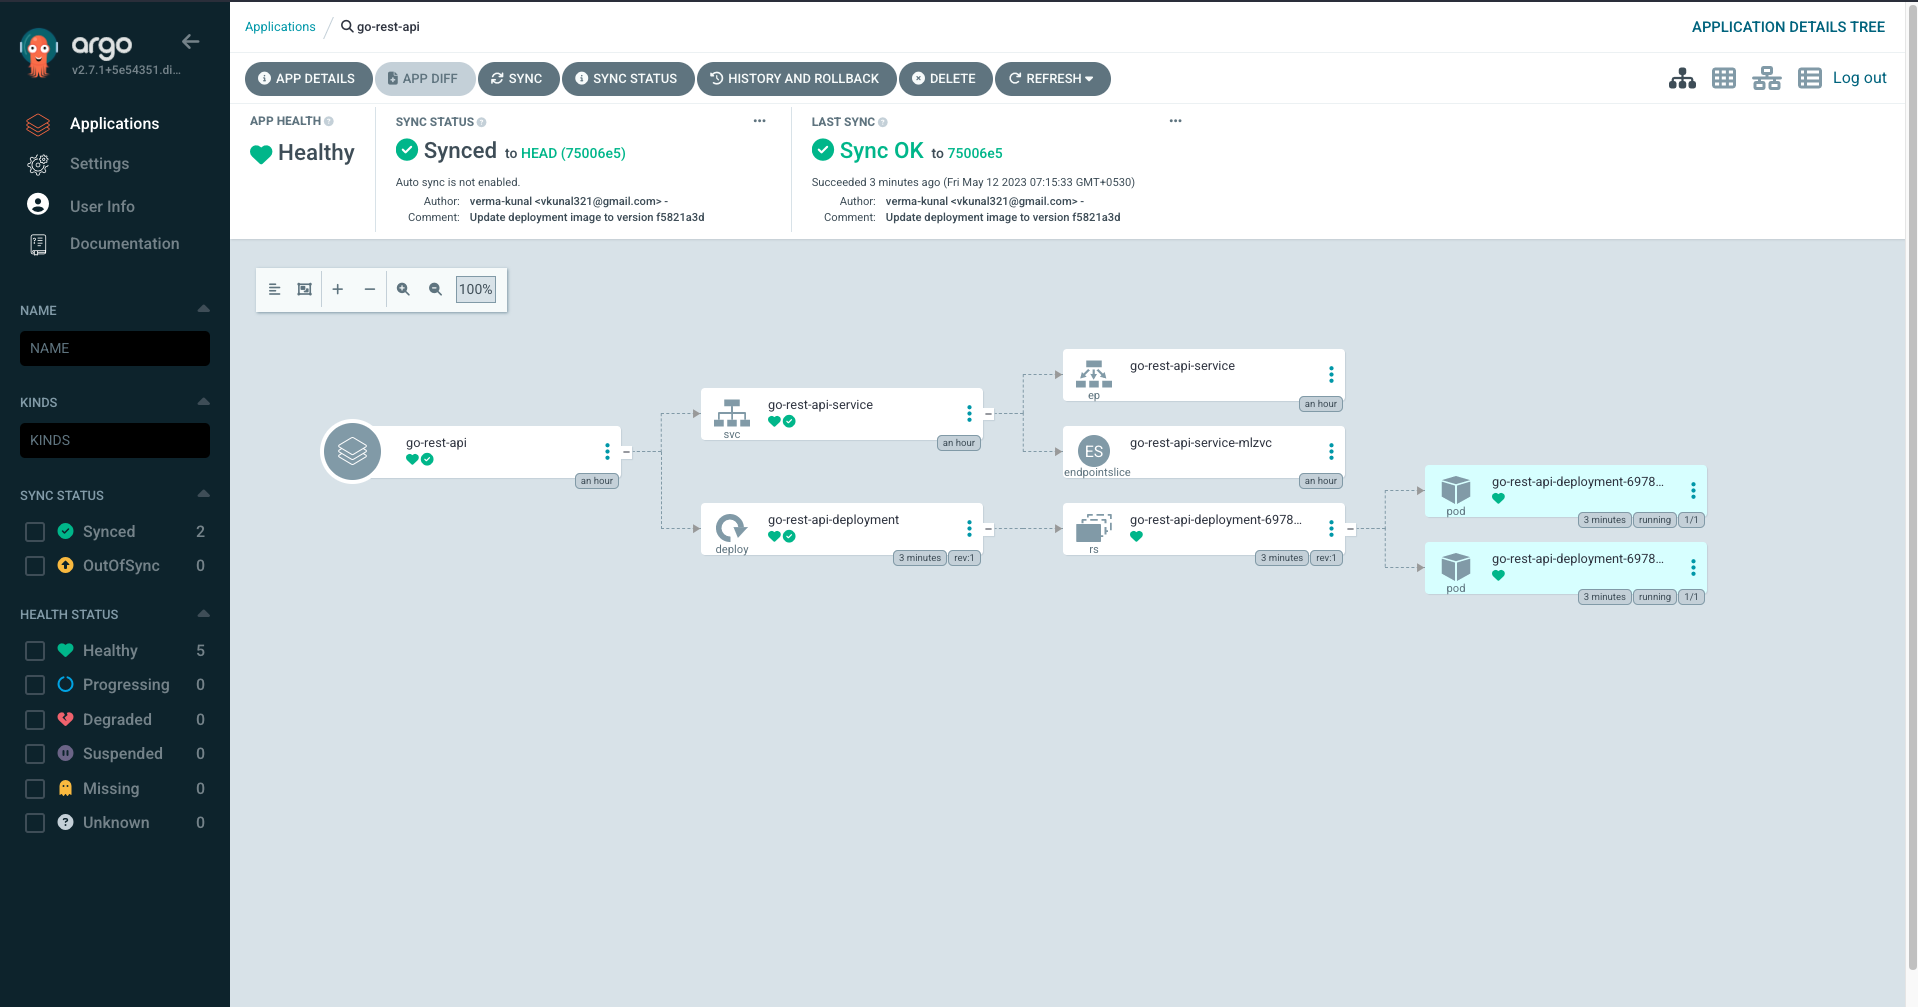 argo
v2.7.1+5e54351.di...
Applications
Settings
User Info
Documentation
NAME
NAME
KINDS
KINDS
SYNC STATUS
Synced 2
OutOfSync 0
HEALTH STATUS
Healthy 5
Progressing 0
Degraded 0
Suspended 0
Missing 0
Unknown 0
Applications / go-rest-api
APPLICATION DETAILS TREE
APP DETAILS APP DIFF SYNC SYNC STATUS HISTORY AND ROLLBACK DELETE REFRESH
Log out
APP HEALTH
Healthy
SYNC STATUS
Synced to HEAD (75006e5)
Auto sync is not enabled.
Author: verma-kunal <vkunal321@gmail.com> -
Comment: Update deployment image to version f5821a3d
LAST SYNC
Sync OK to 75006e5
Succeeded 3 minutes ago (Fri May 12 2023 07:15:33 GMT+0530)
Author: verma-kunal <vkunal321@gmail.com> -
Comment: Update deployment image to version f5821a3d
100%
go-rest-api
an hour
svc
go-rest-api-service
an hour
deploy
go-rest-api-deployment
3 minutes rev:1
ep
go-rest-api-service
an hour
ES
endpointslice
go-rest-api-service-mlzvc
an hour
rs
go-rest-api-deployment-6978...
3 minutes rev:1
pod
go-rest-api-deployment-6978...
3 minutes running 1/1
pod
go-rest-api-deployment-6978...
3 minutes running 1/1